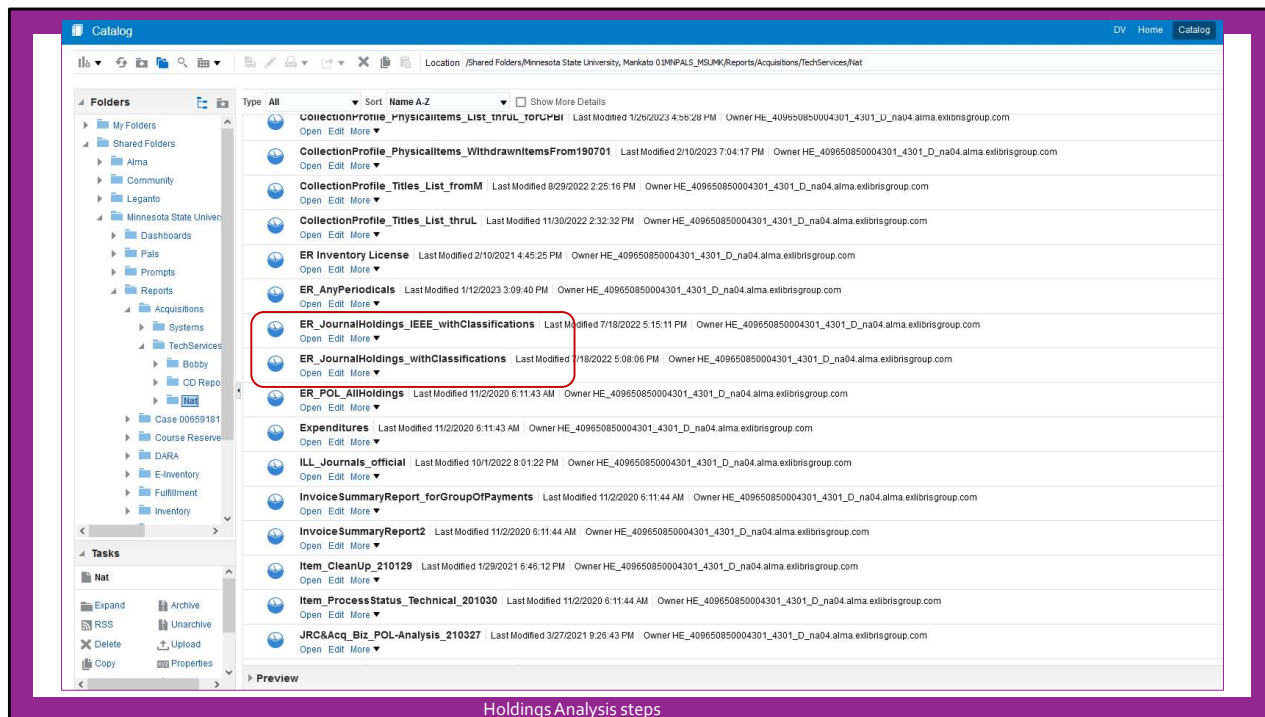 Catalog
DV Home Catalog
Location /Shared Folders/Minnesota State University, Mankato 01MNPALS_MSUMK/Reports/Acquisitions/TechServices/Nat
Folders
My Folders
Shared Folders
Alma
Community
Leganto
Minnesota State Univers
Dashboards
Pals
Prompts
Reports
Acquisitions
Systems
TechServices
Bobby
CD Repo
Nat
Case 00659181
Course Reserve
DARA
E-Inventory
Fulfillment
Inventory
Tasks
Nat
Expand Archive
RSS Unarchive
Delete Upload
Copy Properties
Type All Sort Name A-Z Show More Details
CollectionProfile_PhysicalItems_List_thruL_forCPBI Last Modified 1/26/2023 4:56:28 PM Owner HE_409650850004301_4301_D_na04.alma.exlibrisgroup.com
Open Edit More
CollectionProfile_PhysicalItems_WIthdrawnItemsFrom190701 Last Modified 2/10/2023 7:04:17 PM Owner HE_409650850004301_4301_D_na04.alma.exlibrisgroup.com
Open Edit More
CollectionProfile_Titles_List_fromM Last Modified 8/29/2022 2:25:16 PM Owner HE_409650850004301_4301_D_na04.alma.exlibrisgroup.com
Open Edit More
CollectionProfile_Titles_List_thruL Last Modified 11/30/2022 2:32:32 PM Owner HE_409650850004301_4301_D_na04.alma.exlibrisgroup.com
Open Edit More
ER Inventory License Last Modified 2/10/2021 4:45:25 PM Owner HE_409650850004301_4301_D_na04.alma.exlibrisgroup.com
Open Edit More
ER_AnyPeriodicals Last Modified 1/12/2023 3:09:40 PM Owner HE_409650850004301_4301_D_na04.alma.exlibrisgroup.com
Open Edit More
ER_JournalHoldings_IEEE_withClassifications Last Modified 7/18/2022 5:15:11 PM Owner HE_409650850004301_4301_D_na04.alma.exlibrisgroup.com
Open Edit More
ER_JournalHoldings_withClassifications Last Modified 7/18/2022 5:08:06 PM Owner HE_409650850004301_4301_D_na04.alma.exlibrisgroup.com
Open Edit More
ER_POL_AllHoldings Last Modified 11/2/2020 6:11:43 AM Owner HE_409650850004301_4301_D_na04.alma.exlibrisgroup.com
Open Edit More
Expenditures Last Modified 11/2/2020 6:11:43 AM Owner HE_409650850004301_4301_D_na04.alma.exlibrisgroup.com
Open Edit More
ILL_Journals_official Last Modified 10/1/2022 8:01:22 PM Owner HE_409650850004301_4301_D_na04.alma.exlibrisgroup.com
Open Edit More
InvoiceSummaryReport_forGroupOfPayments Last Modified 11/2/2020 6:11:44 AM Owner HE_409650850004301_4301_D_na04.alma.exlibrisgroup.com
Open Edit More
InvoiceSummaryReport2 Last Modified 11/2/2020 6:11:44 AM Owner HE_409650850004301_4301_D_na04.alma.exlibrisgroup.com
Open Edit More
Item_CleanUp_210129 Last Modified 1/29/2021 6:46:12 PM Owner HE_409650850004301_4301_D_na04.alma.exlibrisgroup.com
Open Edit More
Item_ProcessStatus_Technical_201030 Last Modified 11/2/2020 6:11:44 AM Owner HE_409650850004301_4301_D_na04.alma.exlibrisgroup.com
Open Edit More
JRC&Acq_Biz_POL-Analysis_210327 Last Modified 3/27/2021 9:26:43 PM Owner HE_409650850004301_4301_D_na04.alma.exlibrisgroup.com
Open Edit More
Preview
Holdings Analysis steps